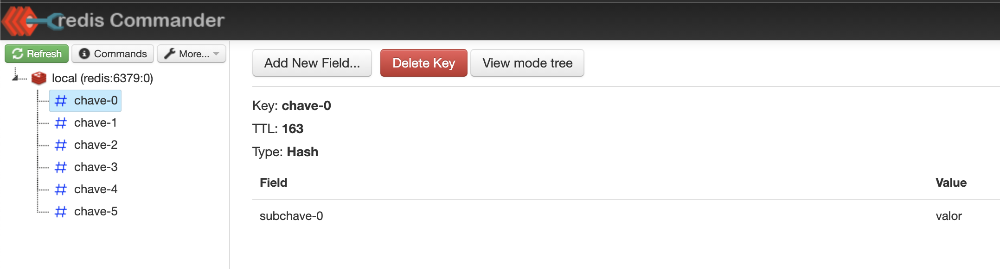 redis Commander
Refresh Commands More...
local (redis:6379:0)
chave-0
chave-1
chave-2
chave-3
chave-4
chave-5
Add New Field... Delete Key View mode tree
Key: chave-0
TTL: 163
Type: Hash
Field Value
subchave-0 valor